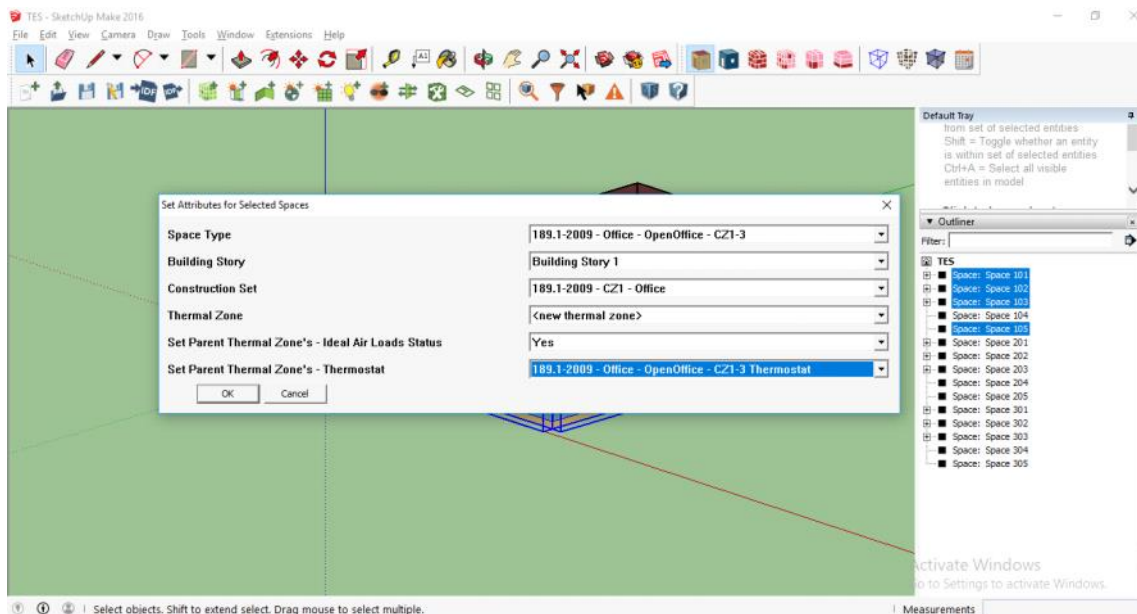 TES - SketchUp Make 2016
File Edit View Camera Draw Tools Window Extensions Help
Default Tray
from set of selected entities
Shift = Toggle whether an entity
is within set of selected entities
Ctrl+A = Select all visible
entities in model
Set Attributes for Selected Spaces
Space Type 189.1-2009 - Office - OpenOffice - CZ1-3
Building Story Building Story 1
Construction Set 189.1-2009 - CZ1 - Office
Thermal Zone <new thermal zone>
Set Parent Thermal Zone's - Ideal Air Loads Status Yes
Set Parent Thermal Zone's - Thermostat 189.1-2009 - Office - OpenOffice - CZ1-3 Thermostat
OK Cancel
Outliner
Filter:
TES
Space: Space 101
Space: Space 102
Space: Space 103
Space: Space 104
Space: Space 105
Space: Space 201
Space: Space 202
Space: Space 203
Space: Space 204
Space: Space 205
Space: Space 301
Space: Space 302
Space: Space 303
Space: Space 304
Space: Space 305
Activate Windows
Go to Settings to activate Windows.
Select objects. Shift to extend select. Drag mouse to select multiple.
Measurements